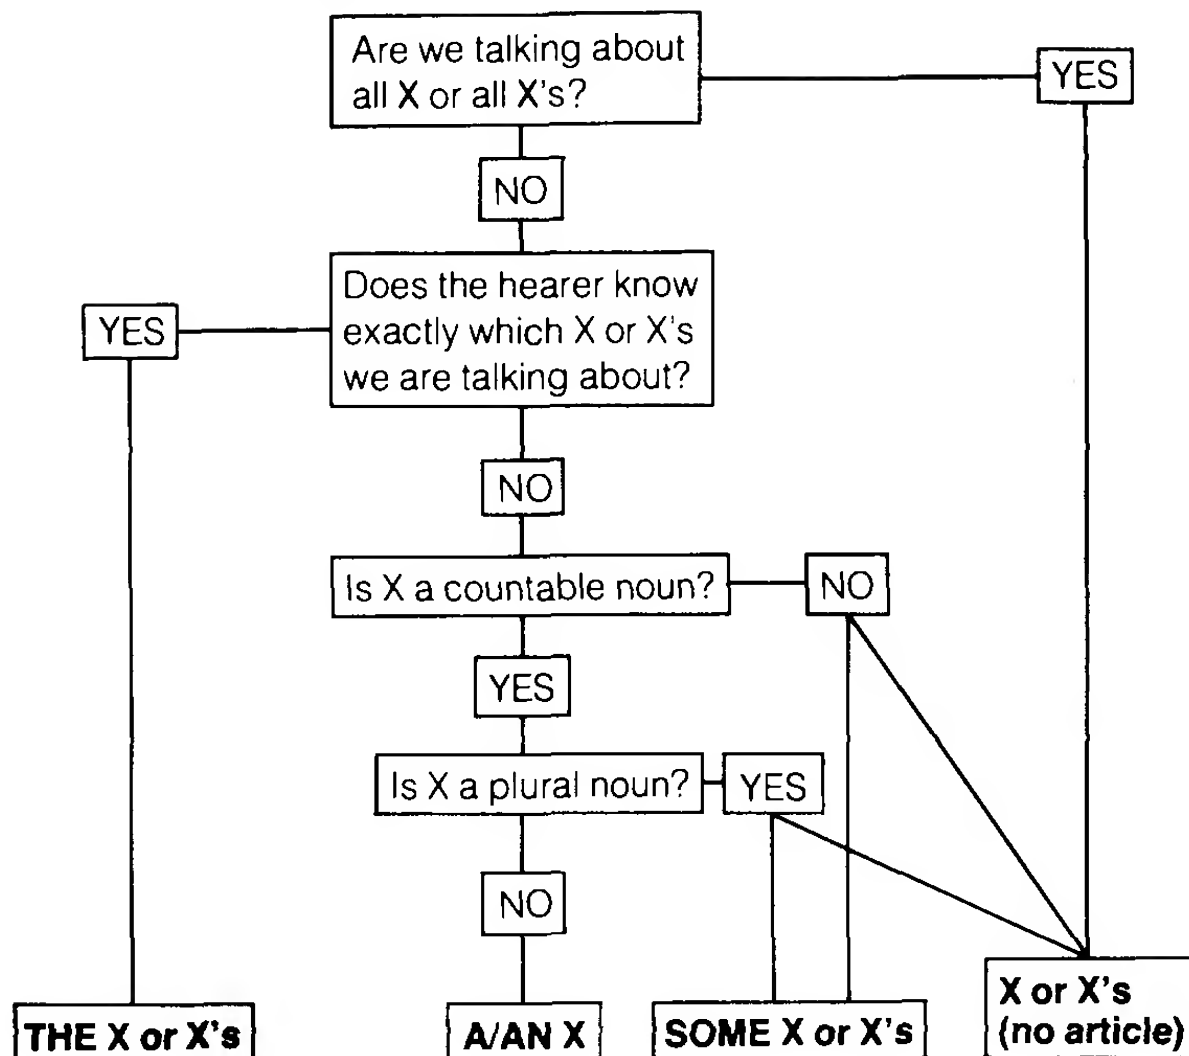 Are we talking about
all X or all X's?
YES
NO
Does the hearer know
exactly which X or X's
we are talking about?
YES
NO
Is X a countable noun?
NO
YES
Is X a plural noun?
YES
NO
THE X or X's
A/AN X
SOME X or X's
X or X's
(no article)